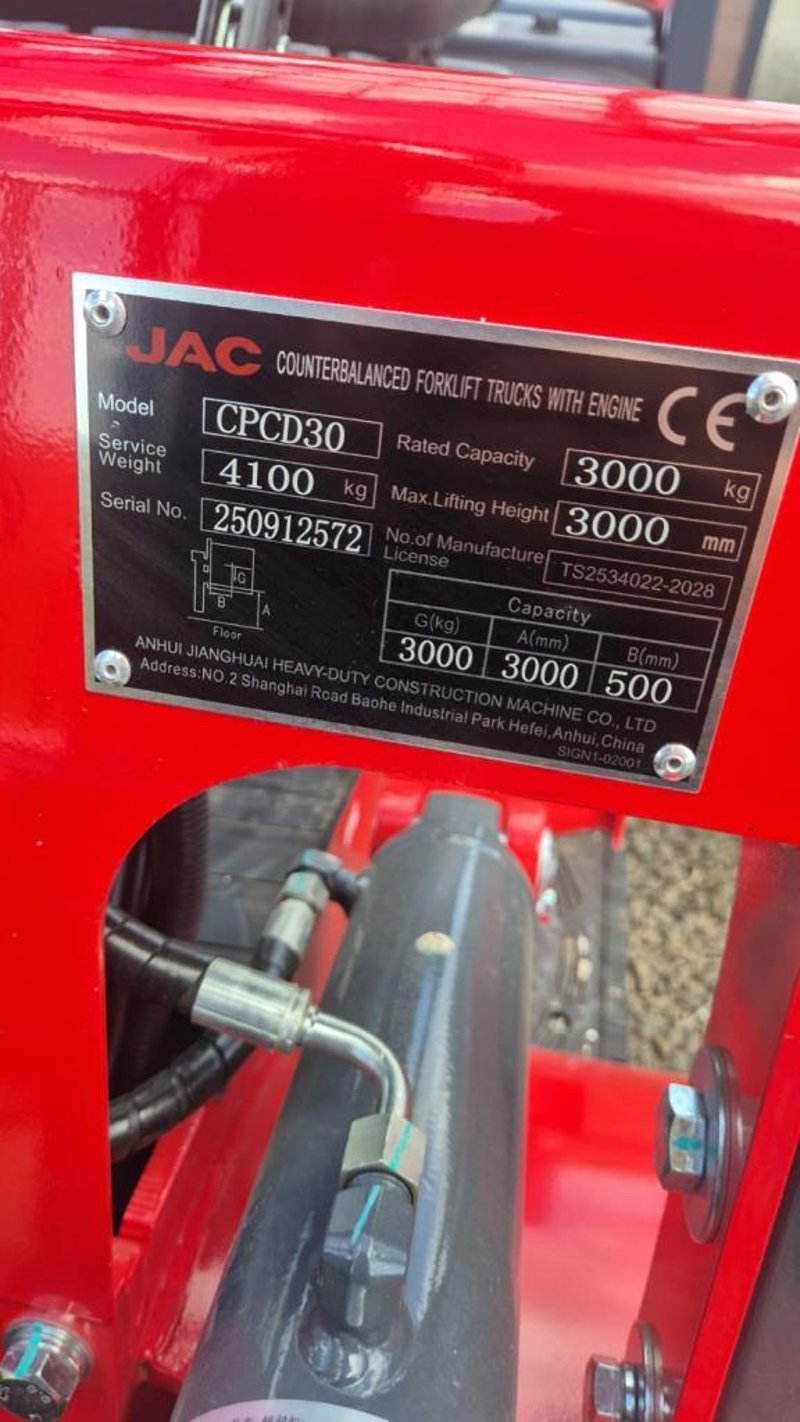 JAC COUNTERBALANCED FORKLIFT TRUCKS WITH ENGINE CE
Model CPCD30
Rated Capacity 3000 kg
Service Weight 4100 kg
Max.Lifting Height 3000 mm
Serial No. 250912572
No.of Manufacture License TS2534022-2028
G
B
A
Floor
Capacity
G(kg) A(mm) B(mm)
3000 3000 500
ANHUI JIANGHUAI HEAVY-DUTY CONSTRUCTION MACHINE CO., LTD
Address:NO.2 Shanghai Road Baohe Industrial Park Hefei,Anhui,China
SIGN1-02001